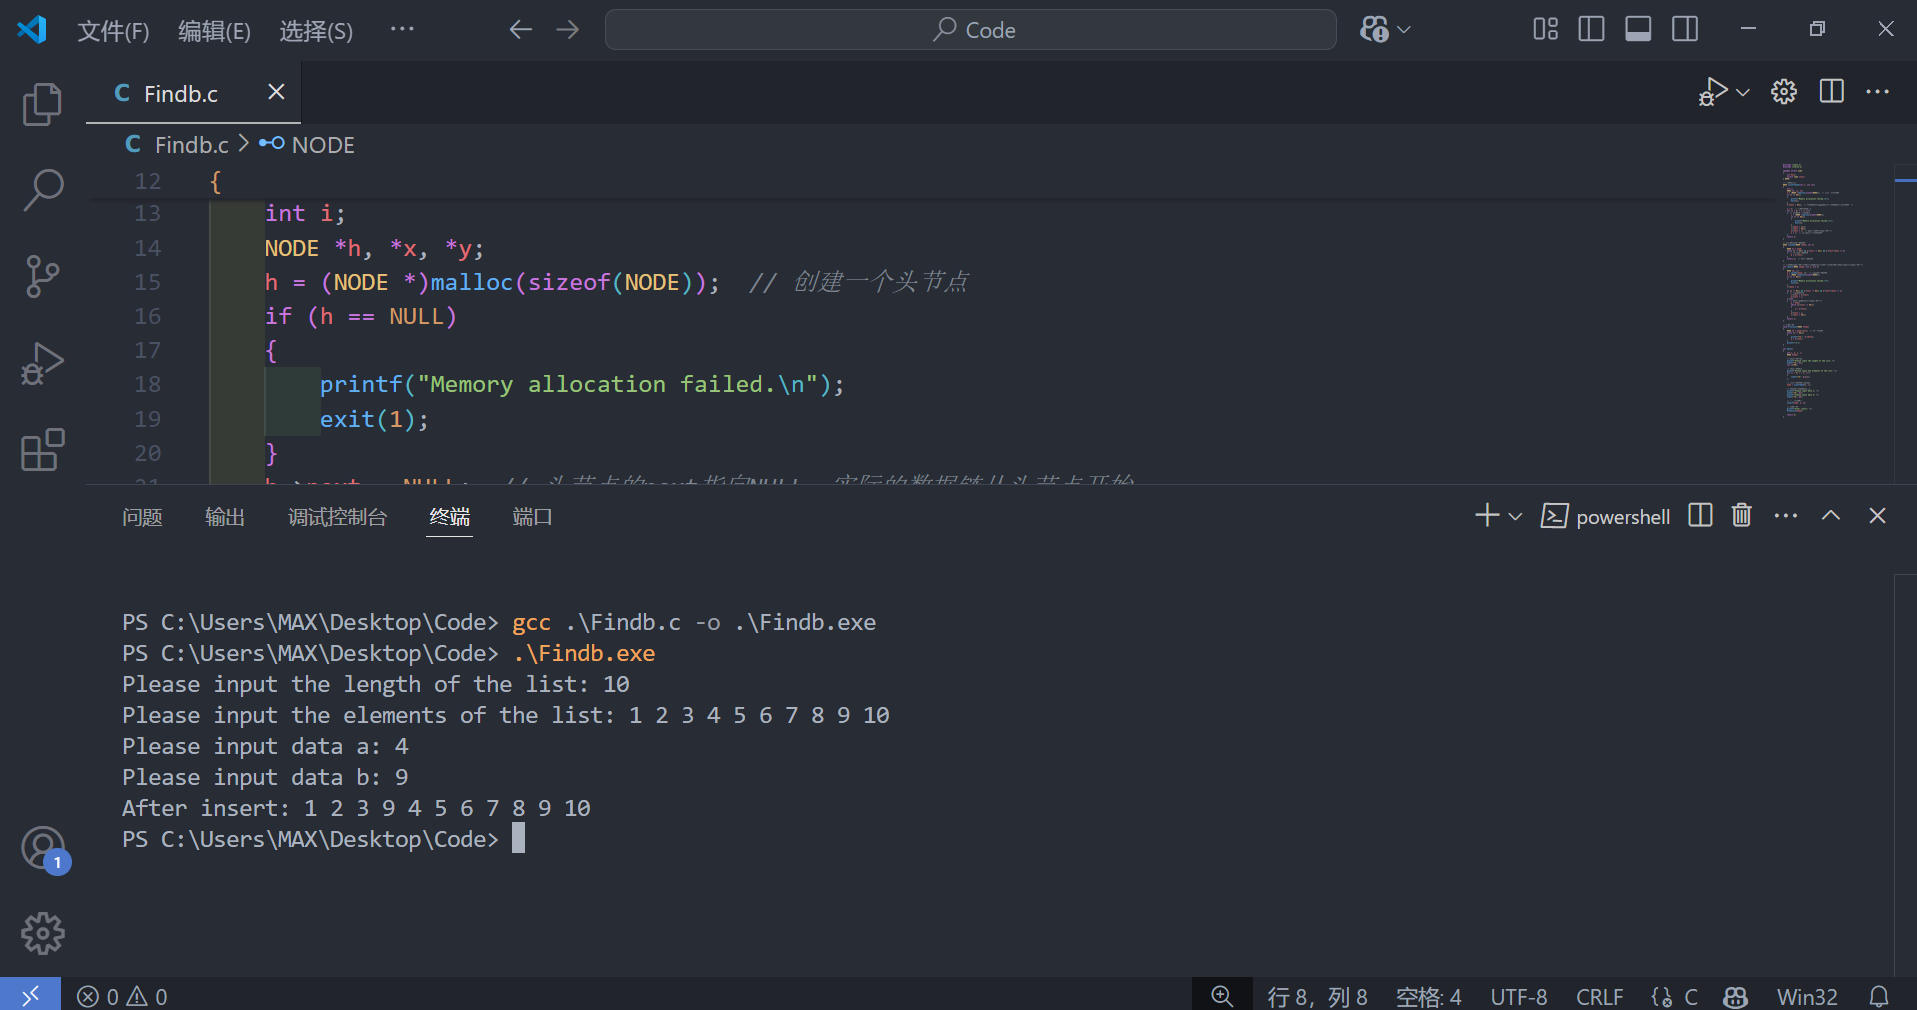 文件(F) 编辑(E) 选择(S) ··· Code
C Findb.c
C Findb.c > NODE
12 {
13 int i;
14 NODE *h, *x, *y;
15 h = (NODE *)malloc(sizeof(NODE)); // 创建一个头节点
16 if (h == NULL)
17 {
18 printf("Memory allocation failed.\n");
19 exit(1);
20 }
问题 输出 调试控制台 终端 端口 powershell
PS C:\Users\MAX\Desktop\Code> gcc .\Findb.c -o .\Findb.exe
PS C:\Users\MAX\Desktop\Code> .\Findb.exe
Please input the length of the list: 10
Please input the elements of the list: 1 2 3 4 5 6 7 8 9 10
Please input data a: 4
Please input data b: 9
After insert: 1 2 3 9 4 5 6 7 8 9 10
PS C:\Users\MAX\Desktop\Code>
1
0 0 行 8, 列 8 空格: 4 UTF-8 CRLF C Win32